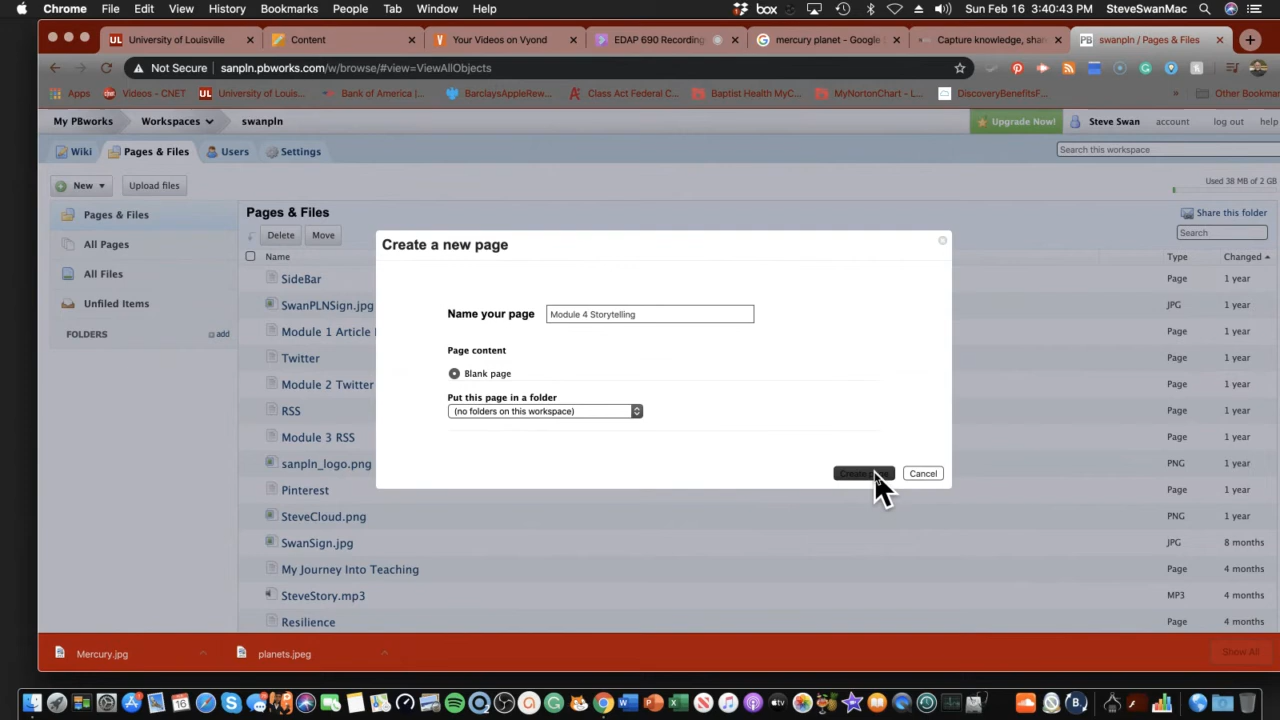 Chrome File Edit View History Bookmarks People Tab Window Help box Sun Feb 16 3:40:43 PM SteveSwanMac
UL University of Louisville Content Your Videos on Vyond EDAP 690 Recording mercury planet - Google Capture knowledge, sha PB swanpln / Pages & Files
Not Secure sanpln.pbworks.com/w/browse/#view=ViewAllObjects
Apps Videos - CNET UL University of Louis... Bank of America |... BarclaysAppleRew... Class Act Federal C... Baptist Health MyC... MyNortonChart - L... DiscoveryBenefitsF... » Other Bookmar
My PBworks Workspaces swanpln Upgrade Now! Steve Swan account log out help
Wiki Pages & Files Users Settings Search this workspace
New Upload files Used 38 MB of 2 GB
Pages & Files Pages & Files Share this folder
All Pages Delete Move Search
Name Type Changed
All Files SideBar Page 1 year
Unfiled Items SwanPLNSign.jpg JPG 1 year
FOLDERS add Module 1 Article Page 1 year
Twitter Page 1 year
Module 2 Twitter Page 1 year
RSS Page 1 year
Module 3 RSS Page 1 year
sanpln_logo.png PNG 1 year
Pinterest Page 1 year
SteveCloud.png PNG 1 year
SwanSign.jpg JPG 8 months
My Journey Into Teaching Page 4 months
SteveStory.mp3 MP3 4 months
Resilience Page 4 months
Create a new page
Name your page Module 4 Storytelling
Page content
Blank page
Put this page in a folder
(no folders on this workspace)
Create Cancel
Mercury.jpg planets.jpeg Show All